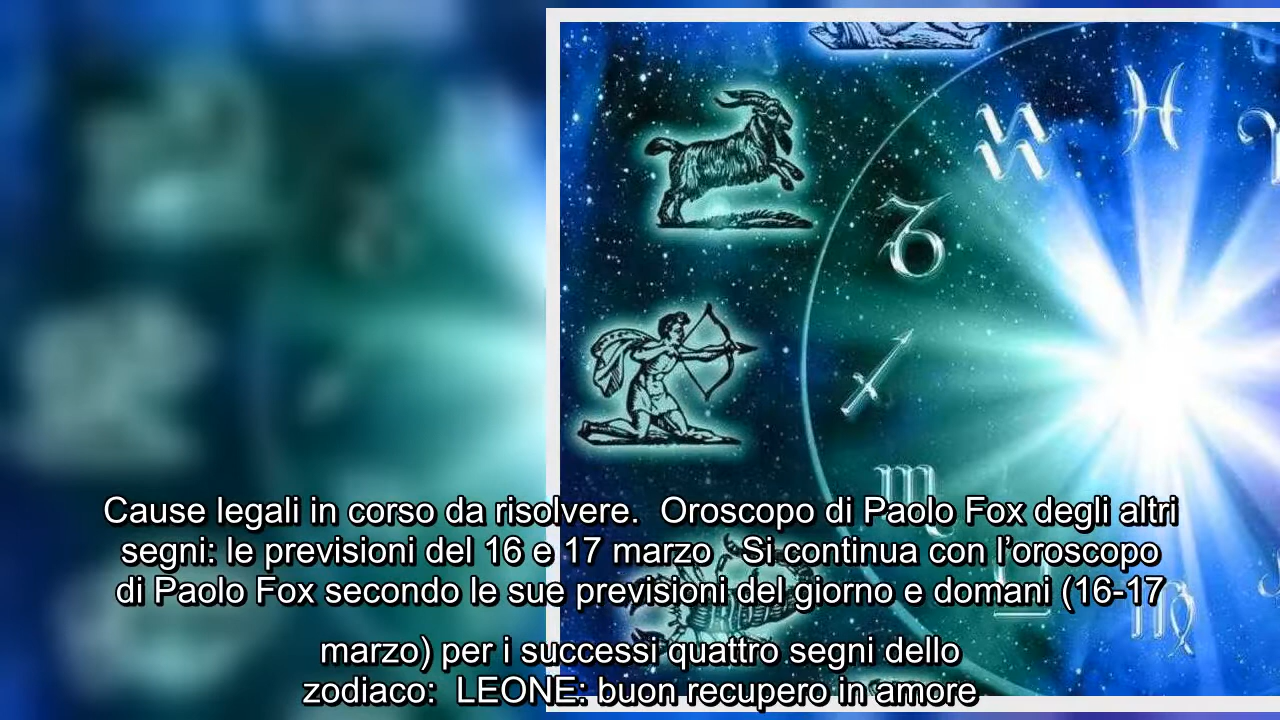 Cause legali in corso da risolvere.  Oroscopo di Paolo Fox degli altri
segni: le previsioni del 16 e 17 marzo   Si continua con l’oroscopo
di Paolo Fox secondo le sue previsioni del giorno e domani (16-17
marzo) per i successi quattro segni dello
zodiaco:  LEONE: buon recupero in amore